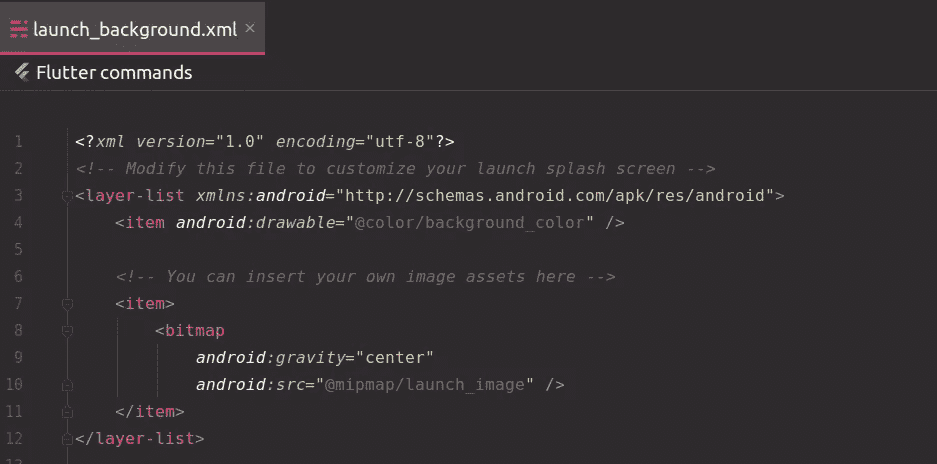 launch_background.xml ×
Flutter commands
1 <?xml version="1.0" encoding="utf-8"?>
2 <!-- Modify this file to customize your launch splash screen -->
3 <layer-list xmlns:android="http://schemas.android.com/apk/res/android">
4     <item android:drawable="@color/background_color" />
5
6     <!-- You can insert your own image assets here -->
7     <item>
8         <bitmap
9             android:gravity="center"
10             android:src="@mipmap/launch_image" />
11     </item>
12 </layer-list>
13